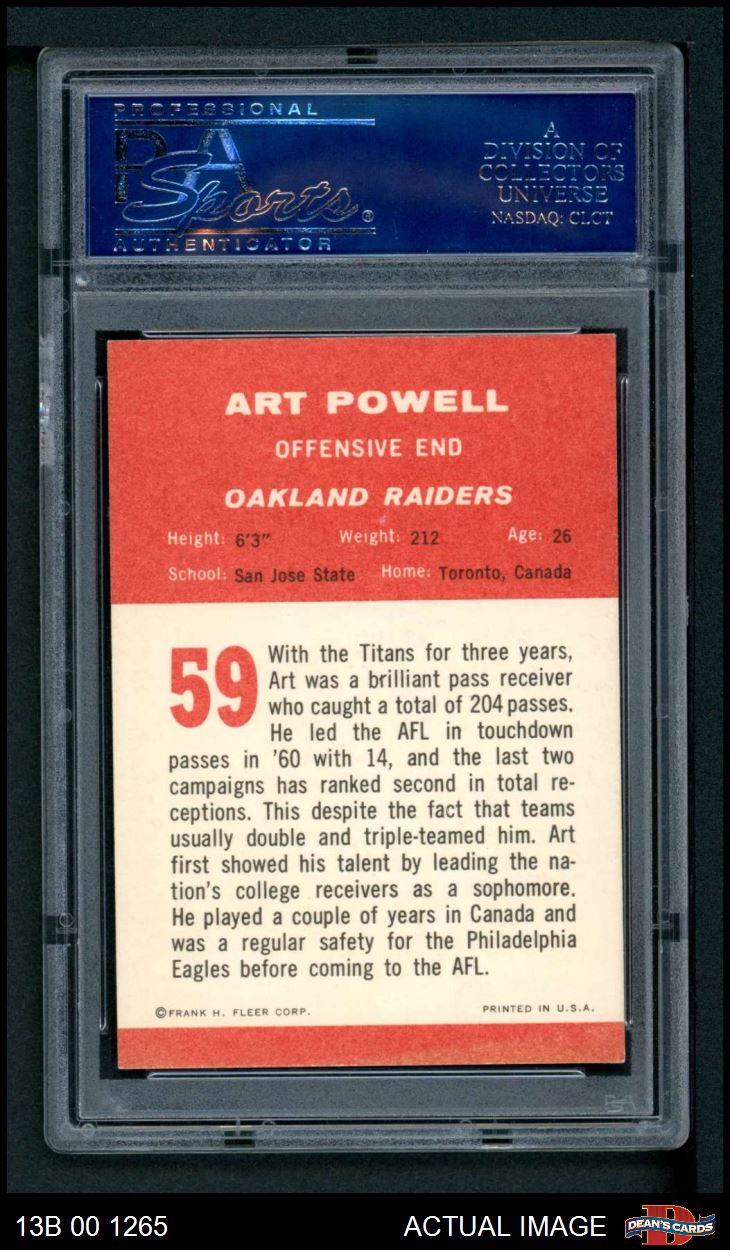 PROFESSIONAL
PSA
Sports®
AUTHENTICATOR
A
DIVISION OF
COLLECTORS
UNIVERSE
NASDAQ: CLCT
ART POWELL
OFFENSIVE END
OAKLAND RAIDERS
Height: 6'3" Weight: 212 Age: 26
School: San Jose State Home: Toronto, Canada
59
With the Titans for three years,
Art was a brilliant pass receiver
who caught a total of 204 passes.
He led the AFL in touchdown
passes in '60 with 14, and the last two
campaigns has ranked second in total re-
ceptions. This despite the fact that teams
usually double and triple-teamed him. Art
first showed his talent by leading the na-
tion's college receivers as a sophomore.
He played a couple of years in Canada and
was a regular safety for the Philadelphia
Eagles before coming to the AFL.
©FRANK H. FLEER CORP. PRINTED IN U.S.A.
PSA
13B 00 1265 ACTUAL IMAGE DEAN'S CARDS